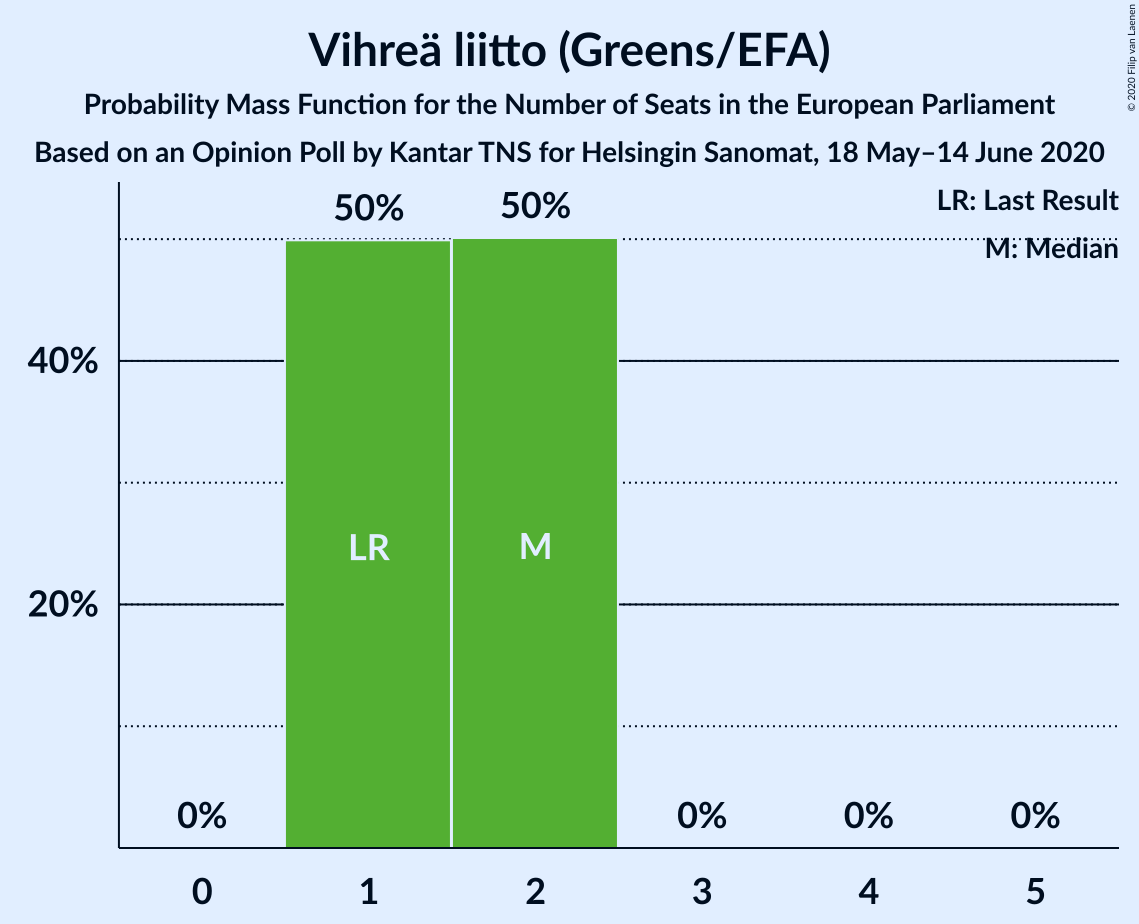 Vihreä liitto (Greens/EFA)
Probability Mass Function for the Number of Seats in the European Parliament
Based on an Opinion Poll by Kantar TNS for Helsingin Sanomat, 18 May–14 June 2020
© 2020 Filip van Laenen
LR: Last Result
M: Median
50% 50%
40%
LR M
20%
0% 0% 0% 0%
0 1 2 3 4 5